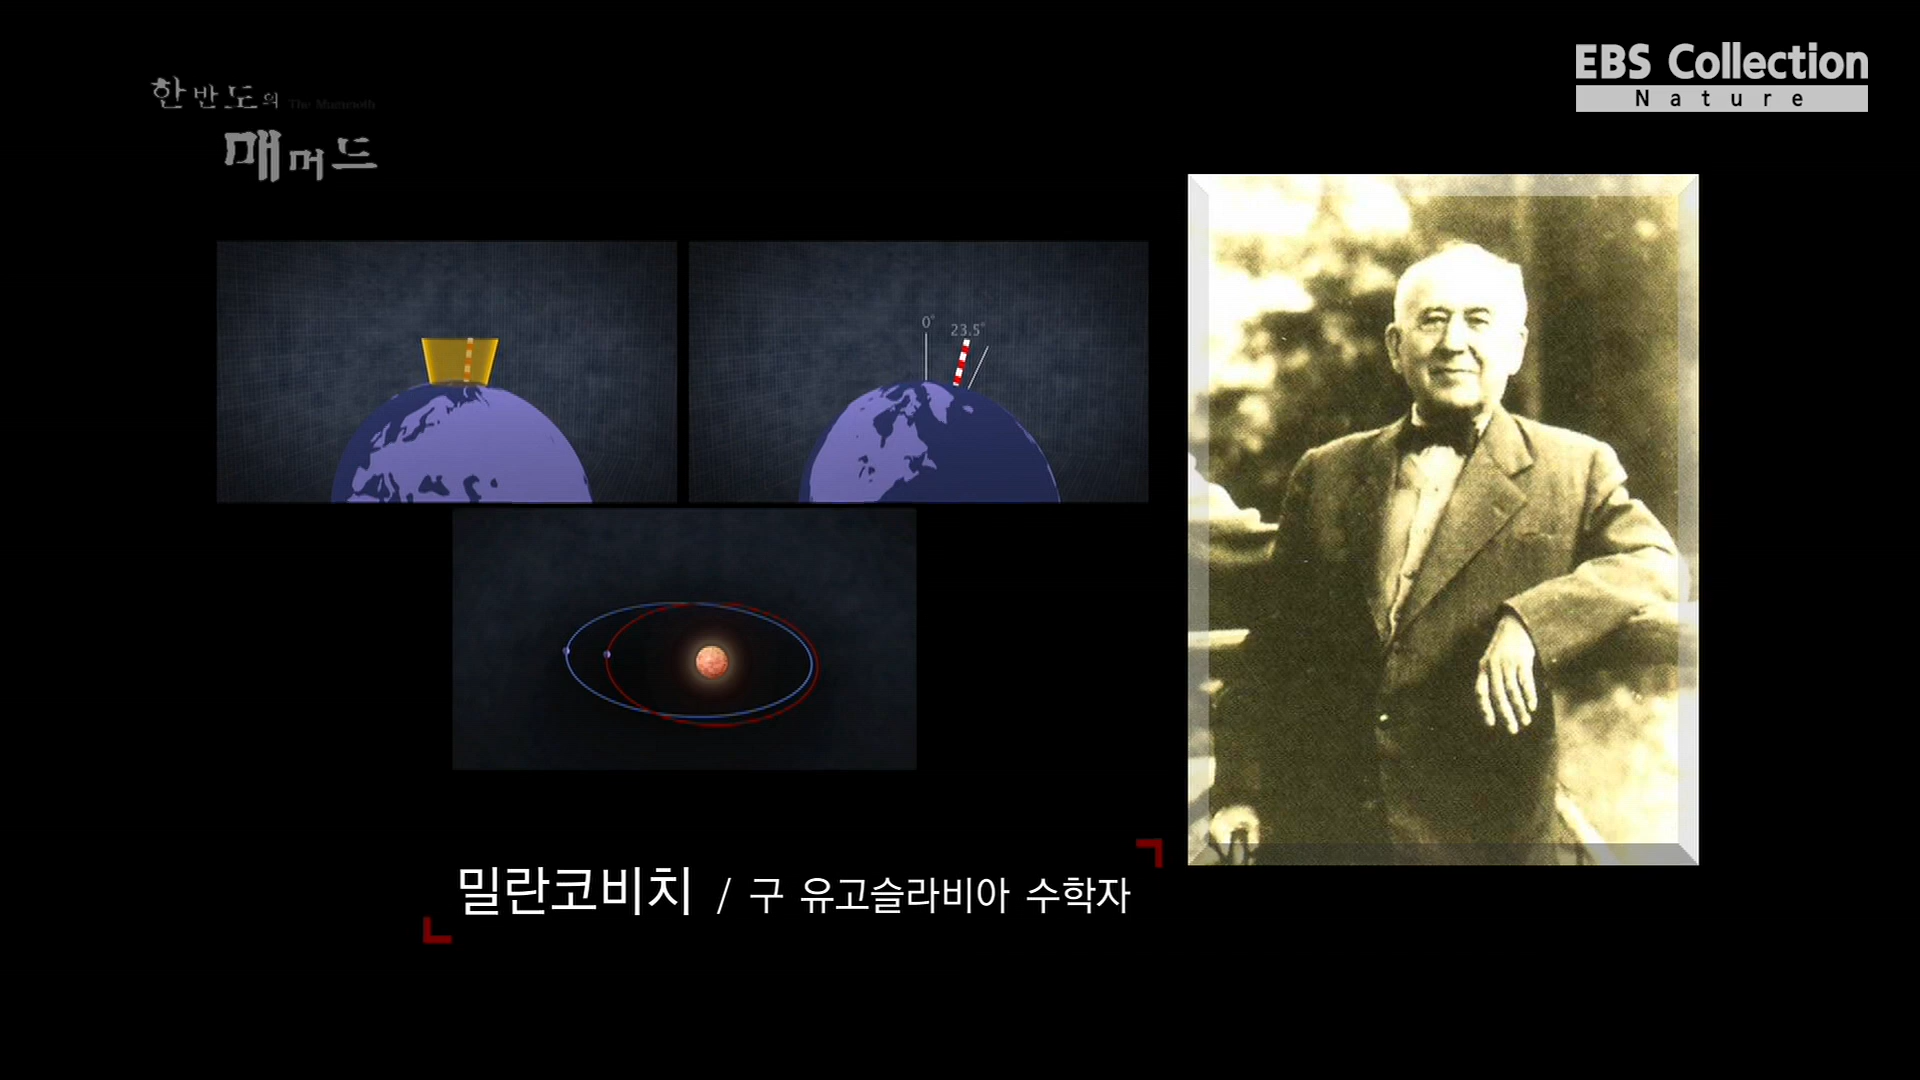 한반도의 The Mammoth
매머드
EBS Collection
Nature
0°
23.5°
밀란코비치 / 구 유고슬라비아 수학자